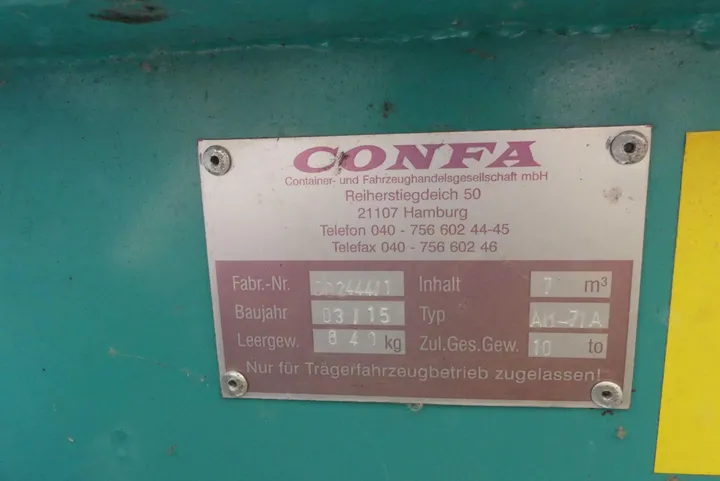 CONFA
Container- und Fahrzeughandelsgesellschaft mbH
Reiherstiegdeich 50
21107 Hamburg
Telefon 040 - 756 602 44-45
Telefax 040 - 756 602 46
Fabr.-Nr. Inhalt 7 m³
Baujahr 03/15 Typ
Leergew. 840 kg Zul.Ges.Gew. 10 to
Nur für Trägerfahrzeugbetrieb zugelassen!